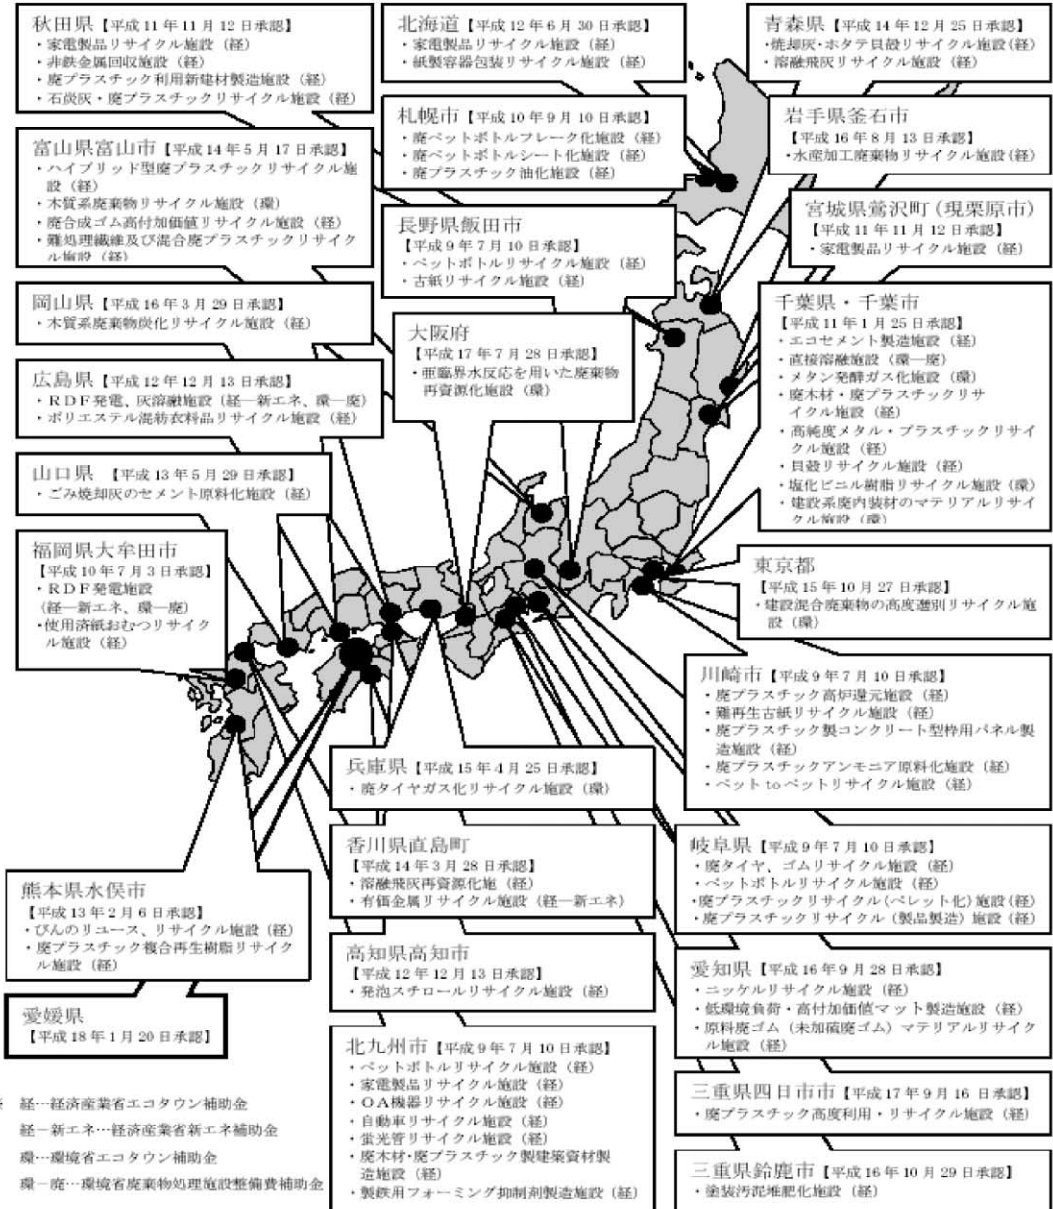 秋田県【平成11年11月12日承認】
・家電製品リサイクル施設（経）
・非鉄金属回収施設（経）
・廃プラスチック利用新建材製造施設（経）
・石炭灰・廃プラスチックリサイクル施設（経）
北海道【平成12年6月30日承認】
・家電製品リサイクル施設（経）
・紙製容器包装リサイクル施設（経）
青森県【平成14年12月25日承認】
・焼却灰・ホタテ貝殻リサイクル施設（経）
・溶融飛灰リサイクル施設（経）
札幌市【平成10年9月10日承認】
・廃ペットボトルフレーク化施設（経）
・廃ペットボトルシート化施設（経）
・廃プラスチック油化施設（経）
岩手県釜石市
【平成16年8月13日承認】
・水産加工廃棄物リサイクル施設（経）
富山県富山市【平成14年5月17日承認】
・ハイブリッド型廃プラスチックリサイクル施
設（経）
・木質系廃棄物リサイクル施設（環）
・廃合成ゴム高付加価値リサイクル施設（経）
・難処理繊維及び混合廃プラスチックリサイク
ル施設（経）
長野県飯田市
【平成9年7月10日承認】
・ペットボトルリサイクル施設（経）
・古紙リサイクル施設（経）
宮城県鶯沢町（現栗原市）
【平成11年11月12日承認】
・家電製品リサイクル施設（経）
岡山県【平成16年3月29日承認】
・木質系廃棄物炭化リサイクル施設（経）
大阪府
【平成17年7月28日承認】
・亜臨界水反応を用いた廃棄物
再資源化施設（環）
千葉県・千葉市
【平成11年1月25日承認】
・エコセメント製造施設（経）
・直接溶融施設（環―廃）
・メタン発酵ガス化施設（環）
・廃木材・廃プラスチックリサ
イクル施設（経）
・高純度メタル・プラスチックリサイ
クル施設（経）
・貝殻リサイクル施設（経）
・塩化ビニル樹脂リサイクル施設（環）
・建設系廃内装材のマテリアルリサイ
クル施設（環）
広島県【平成12年12月13日承認】
・ＲＤＦ発電、灰溶融施設（経―新エネ、環―廃）
・ポリエステル混紡衣料品リサイクル施設（経）
山口県 【平成13年5月29日承認】
・ごみ焼却灰のセメント原料化施設（経）
福岡県大牟田市
【平成10年7月3日承認】
・ＲＤＦ発電施設
（経―新エネ、環―廃）
・使用済紙おむつリサイク
ル施設（経）
東京都
【平成15年10月27日承認】
・建設混合廃棄物の高度選別リサイクル施
設（環）
川崎市【平成9年7月10日承認】
・廃プラスチック高炉還元施設（経）
・難再生古紙リサイクル施設（経）
・廃プラスチック製コンクリート型枠用パネル製
造施設（経）
・廃プラスチックアンモニア原料化施設（経）
・ペットtoペットリサイクル施設（経）
兵庫県【平成15年4月25日承認】
・廃タイヤガス化リサイクル施設（環）
香川県直島町
【平成14年3月28日承認】
・溶融飛灰再資源化施（経）
・有価金属リサイクル施設（経―新エネ）
岐阜県【平成9年7月10日承認】
・廃タイヤ、ゴムリサイクル施設（経）
・ペットボトルリサイクル施設（経）
・廃プラスチックリサイクル（ペレット化）施設（経）
・廃プラスチックリサイクル（製品製造）施設（経）
熊本県水俣市
【平成13年2月6日承認】
・びんのリユース、リサイクル施設（経）
・廃プラスチック複合再生樹脂リサイク
ル施設（経）
高知県高知市
【平成12年12月13日承認】
・発泡スチロールリサイクル施設（経）
愛知県【平成16年9月28日承認】
・ニッケルリサイクル施設（経）
・低環境負荷・高付加価値マット製造施設（経）
・原料廃ゴム（未加硫廃ゴム）マテリアルリサイク
ル施設（経）
愛媛県
【平成18年1月20日承認】
北九州市【平成9年7月10日承認】
・ペットボトルリサイクル施設（経）
・家電製品リサイクル施設（経）
・ＯＡ機器リサイクル施設（経）
・自動車リサイクル施設（経）
・蛍光管リサイクル施設（経）
・廃木材・廃プラスチック製建築資材製
造施設（経）
・製鉄用フォーミング抑制剤製造施設（経）
三重県四日市市【平成17年9月16日承認】
・廃プラスチック高度利用・リサイクル施設（経）
三重県鈴鹿市【平成16年10月29日承認】
・塗装汚泥堆肥化施設（経）
経…経済産業省エコタウン補助金
経－新エネ…経済産業省新エネ補助金
環…環境省エコタウン補助金
環－廃…環境省廃棄物処理施設整備費補助金